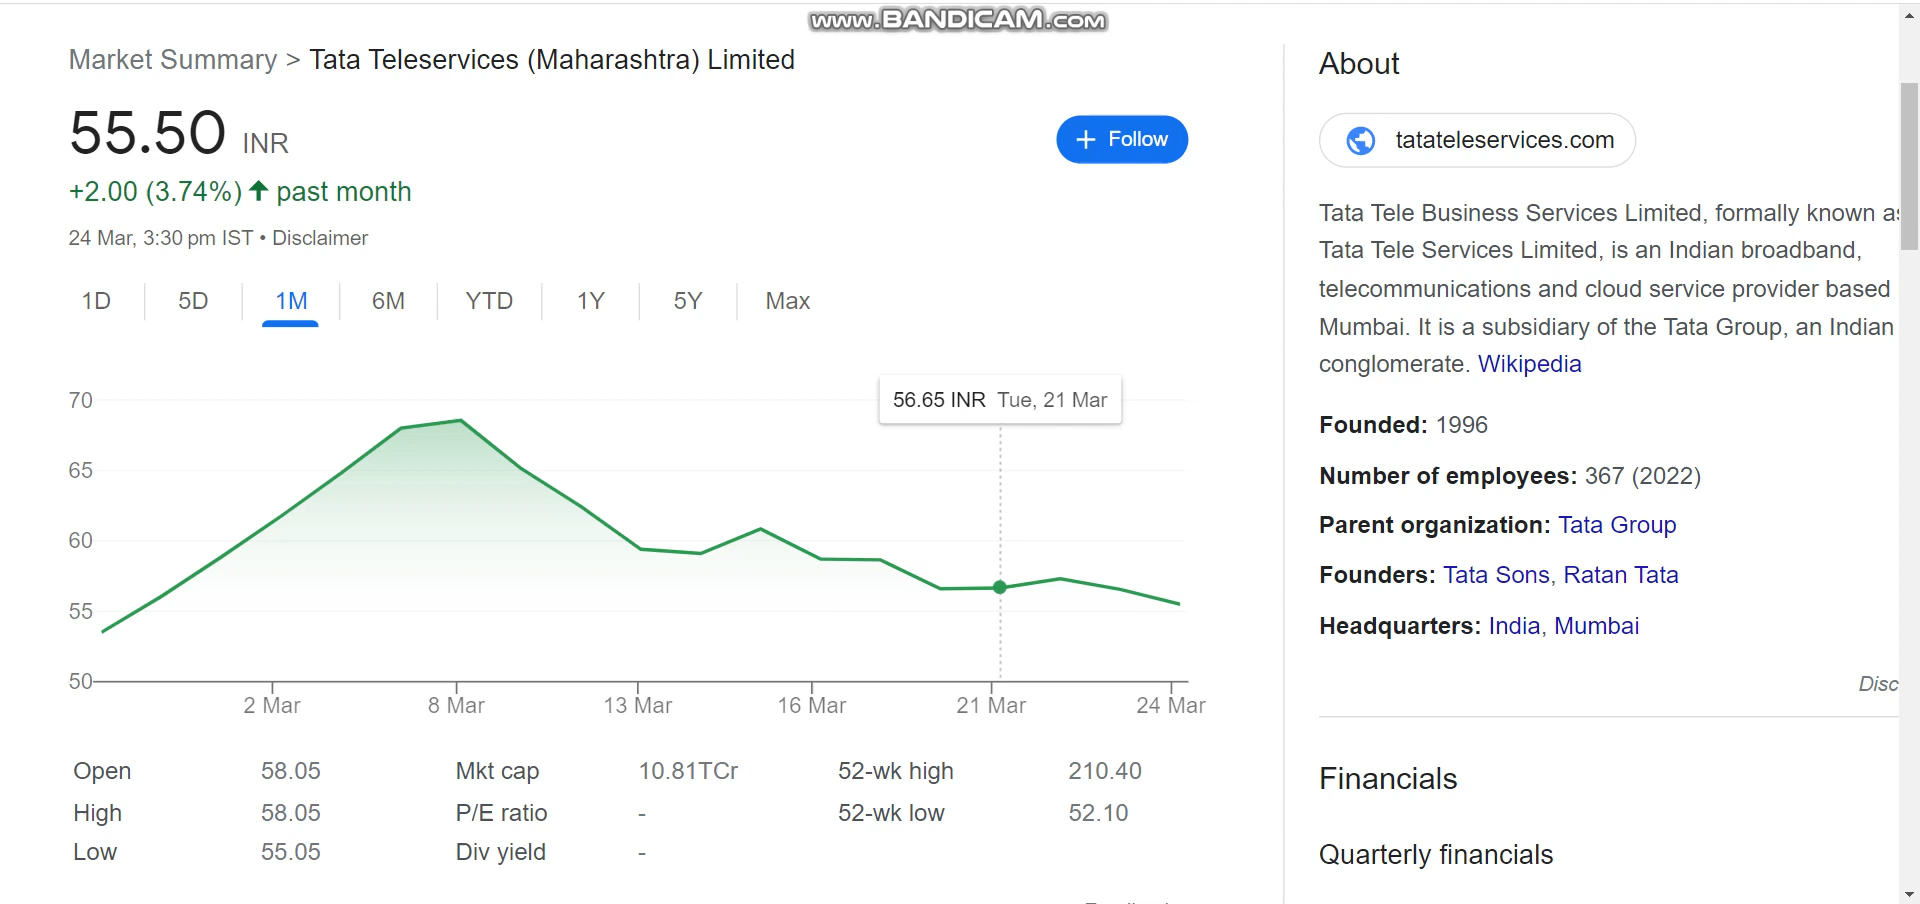 www.BANDICAM.com
Market Summary > Tata Teleservices (Maharashtra) Limited
55.50 INR
+ Follow
+2.00 (3.74%) ↑ past month
24 Mar, 3:30 pm IST • Disclaimer
1D 5D 1M 6M YTD 1Y 5Y Max
56.65 INR Tue, 21 Mar
70
65
60
55
50
2 Mar 8 Mar 13 Mar 16 Mar 21 Mar 24 Mar
Open 58.05 Mkt cap 10.81TCr 52-wk high 210.40
High 58.05 P/E ratio - 52-wk low 52.10
Low 55.05 Div yield -
About
tatateleservices.com
Tata Tele Business Services Limited, formally known as
Tata Tele Services Limited, is an Indian broadband,
telecommunications and cloud service provider based
Mumbai. It is a subsidiary of the Tata Group, an Indian
conglomerate. Wikipedia
Founded: 1996
Number of employees: 367 (2022)
Parent organization: Tata Group
Founders: Tata Sons, Ratan Tata
Headquarters: India, Mumbai
Disc
Financials
Quarterly financials